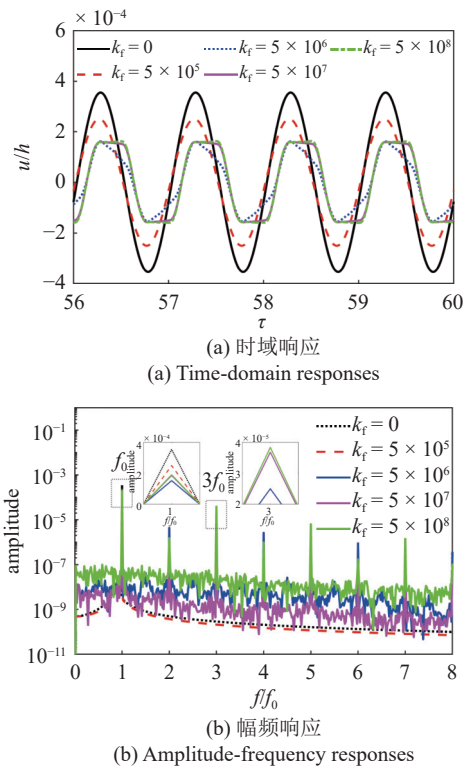 × 10⁻⁴
6
k_f = 0 k_f = 5 × 10⁶ k_f = 5 × 10⁸
k_f = 5 × 10⁵ k_f = 5 × 10⁷
4
2
u/h
0
−2
−4
56 57 58 59 60
τ
(a) 时域响应
(a) Time-domain responses
10⁻¹
10⁻³
10⁻⁵
10⁻⁷
10⁻⁹
10⁻¹¹
amplitude
f₀
× 10⁻⁴
4
2
0
1
f/f₀
3f₀
× 10⁻⁵
4
3
2
3
f/f₀
k_f = 0
k_f = 5 × 10⁵
k_f = 5 × 10⁶
k_f = 5 × 10⁷
k_f = 5 × 10⁸
0 1 2 3 4 5 6 7 8
f/f₀
(b) 幅频响应
(b) Amplitude-frequency responses